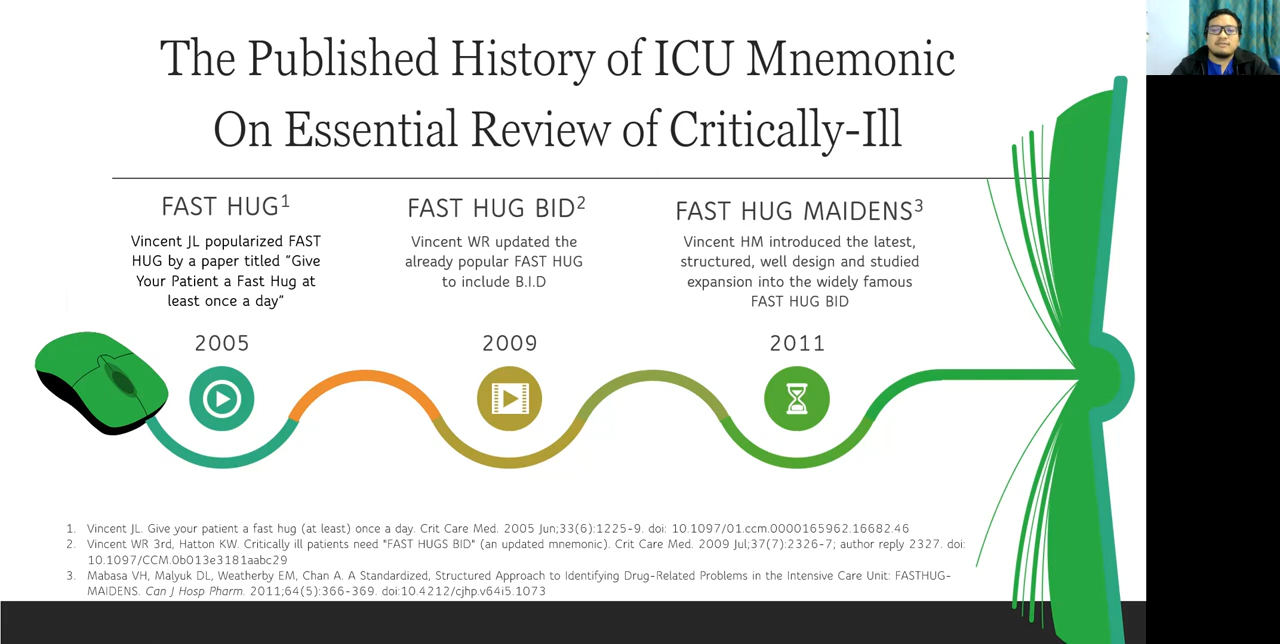 The Published History of ICU Mnemonic
On Essential Review of Critically-Ill
FAST HUG1
Vincent JL popularized FAST
HUG by a paper titled "Give
Your Patient a Fast Hug at
least once a day"
2005
FAST HUG BID2
Vincent WR updated the
already popular FAST HUG
to include B.I.D
2009
FAST HUG MAIDENS3
Vincent HM introduced the latest,
structured, well design and studied
expansion into the widely famous
FAST HUG BID
2011
1. Vincent JL. Give your patient a fast hug (at least) once a day. Crit Care Med. 2005 Jun;33(6):1225-9. doi: 10.1097/01.ccm.0000165962.16682.46
2. Vincent WR 3rd, Hatton KW. Critically ill patients need "FAST HUGS BID" (an updated mnemonic). Crit Care Med. 2009 Jul;37(7):2326-7; author reply 2327. doi:
10.1097/CCM.0b013e3181aabc29
3. Mabasa VH, Malyuk DL, Weatherby EM, Chan A. A Standardized, Structured Approach to Identifying Drug-Related Problems in the Intensive Care Unit: FASTHUG-
MAIDENS. Can J Hosp Pharm. 2011;64(5):366-369. doi:10.4212/cjhp.v64i5.1073